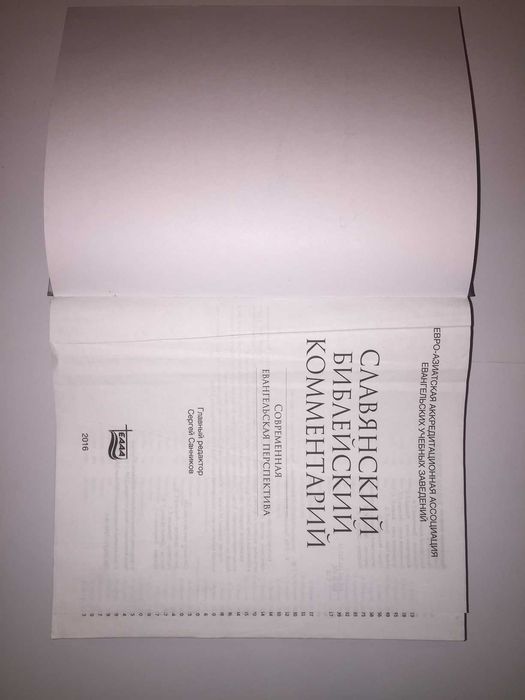 ЕВРО-АЗИАТСКАЯ АККРЕДИТАЦИОННАЯ АССОЦИАЦИЯ
ЕВАНГЕЛЬСКИХ УЧЕБНЫХ ЗАВЕДЕНИЙ
СЛАВЯНСКИЙ
БИБЛЕЙСКИЙ
КОММЕНТАРИЙ
СОВРЕМЕННАЯ
ЕВАНГЕЛЬСКАЯ ПЕРСПЕКТИВА
Главный редактор
Сергей Санников
ЕААА
2016